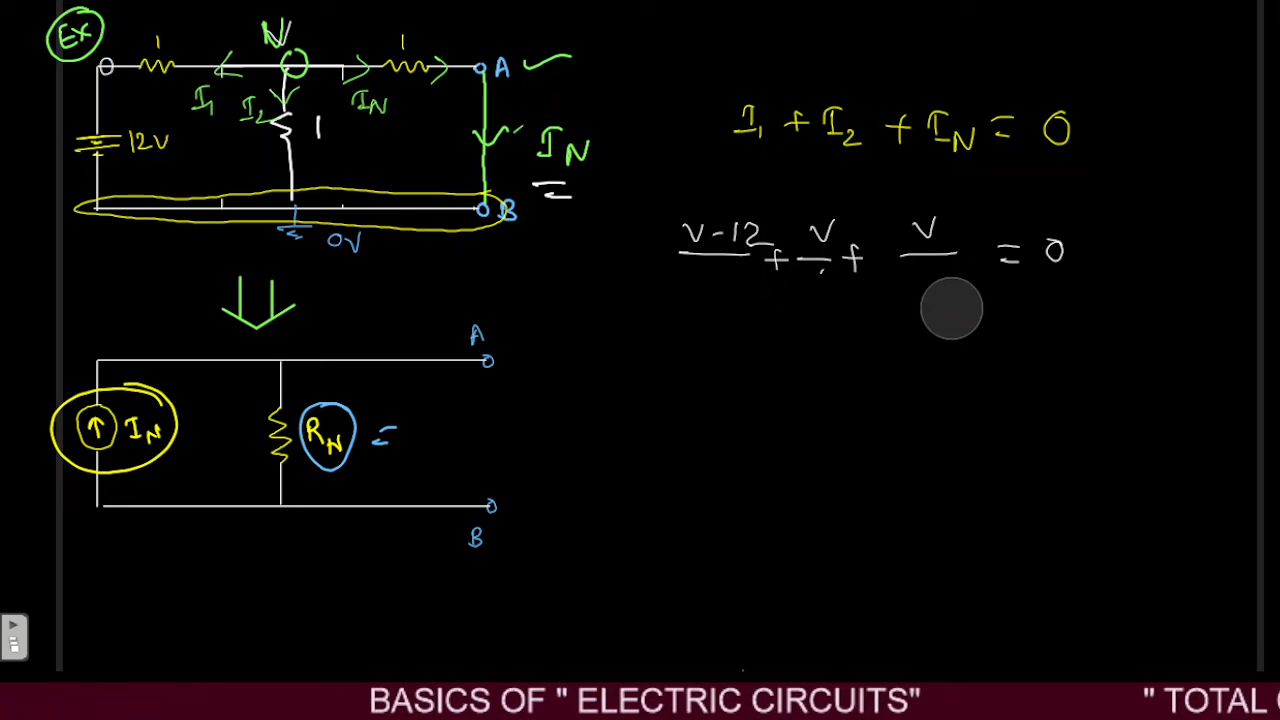 EX
N
1
1
A
I1
I2
IN
1
12V
IN
B
0V
I1 + I2 + IN = 0
V-12 + V + V = 0
A
IN
RN =
B
BASICS OF " ELECTRIC CIRCUITS"
" TOTAL